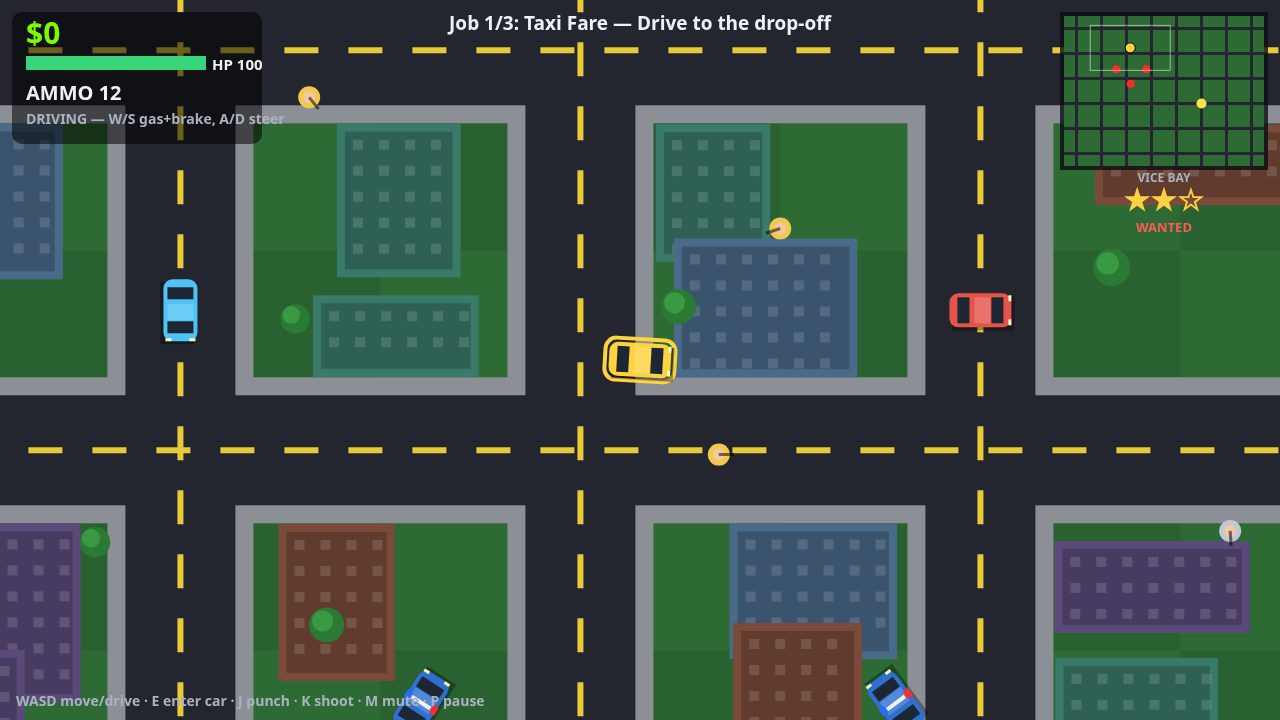 Job 1/3: Taxi Fare — Drive to the drop-off
$0
HP 100
AMMO 12
DRIVING — W/S gas+brake, A/D steer
VICE BAY
★★☆
WANTED
WASD move/drive · E enter car · J punch · K shoot · M mute · P pause